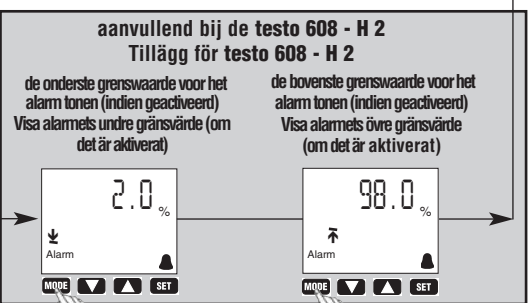 aanvullend bij de testo 608 - H 2
Tillägg för testo 608 - H 2
de onderste grenswaarde voor het
alarm tonen (indien geactiveerd)
Visa alarmets undre gränsvärde (om
det är aktiverat)
de bovenste grenswaarde voor het
alarm tonen (indien geactiveerd)
Visa alarmets övre gränsvärde
(om det är aktiverat)
2.0 %
Alarm
MODE SET
98.0 %
Alarm
MODE SET